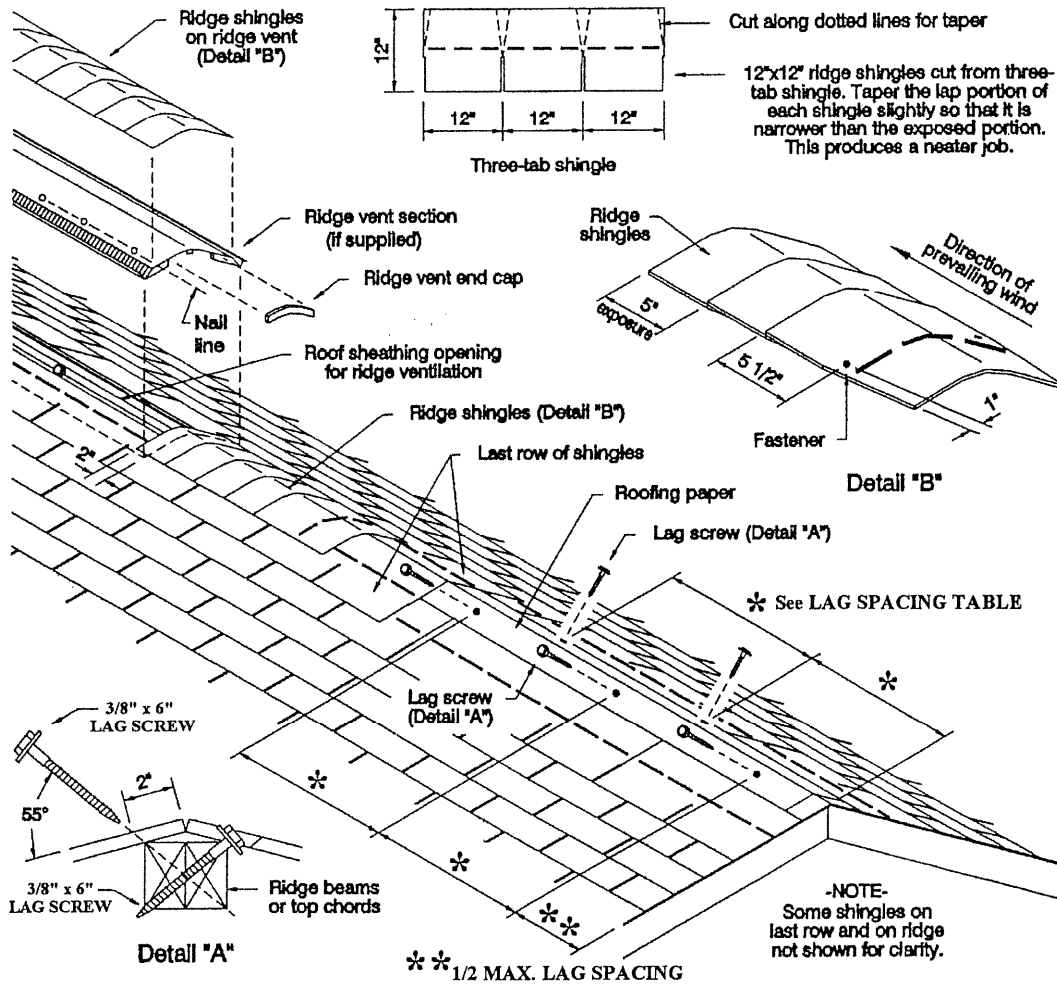 Ridge shingles
on ridge vent
(Detail "B")
12"
12"
12"
12"
Three-tab shingle
Cut along dotted lines for taper
12"x12" ridge shingles cut from three-
tab shingle. Taper the lap portion of
each shingle slightly so that it is
narrower than the exposed portion.
This produces a neater job.
Ridge vent section
(if supplied)
Ridge vent end cap
Nail
line
Roof sheathing opening
for ridge ventilation
Ridge shingles (Detail "B")
Last row of shingles
2"
Roofing paper
Lag screw (Detail "A")
Ridge
shingles
Direction of
prevailing wind
5"
exposure
5 1/2"
1"
Fastener
Detail "B"
* See LAG SPACING TABLE
*
Lag screw
(Detail "A")
3/8" x 6"
LAG SCREW
2"
55°
3/8" x 6"
LAG SCREW
Ridge beams
or top chords
Detail "A"
*
*
**
** 1/2 MAX. LAG SPACING
-NOTE-
Some shingles on
last row and on ridge
not shown for clarity.